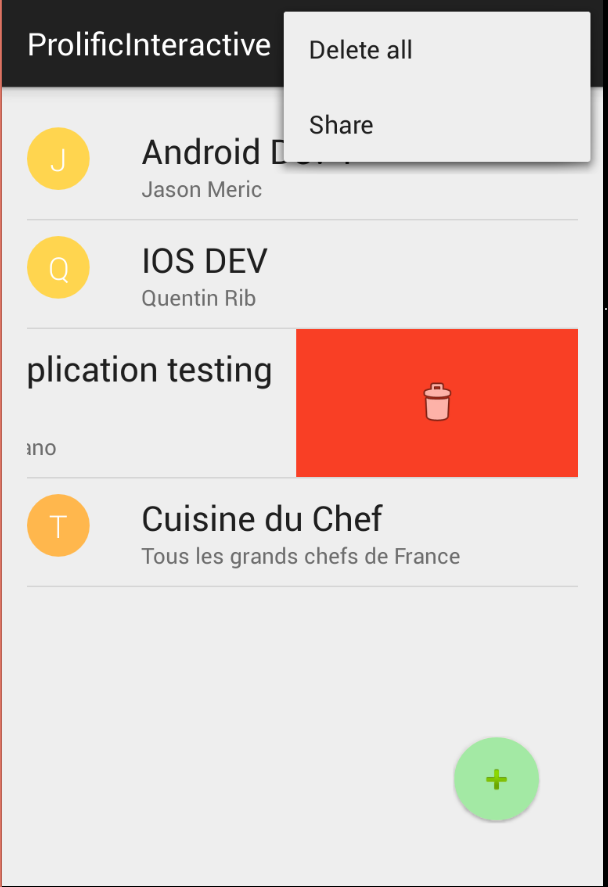 ProlificInteractive
Delete all
Share
J
Android
Jason Meric
Q
IOS DEV
Quentin Rib
plication testing
ano
T
Cuisine du Chef
Tous les grands chefs de France